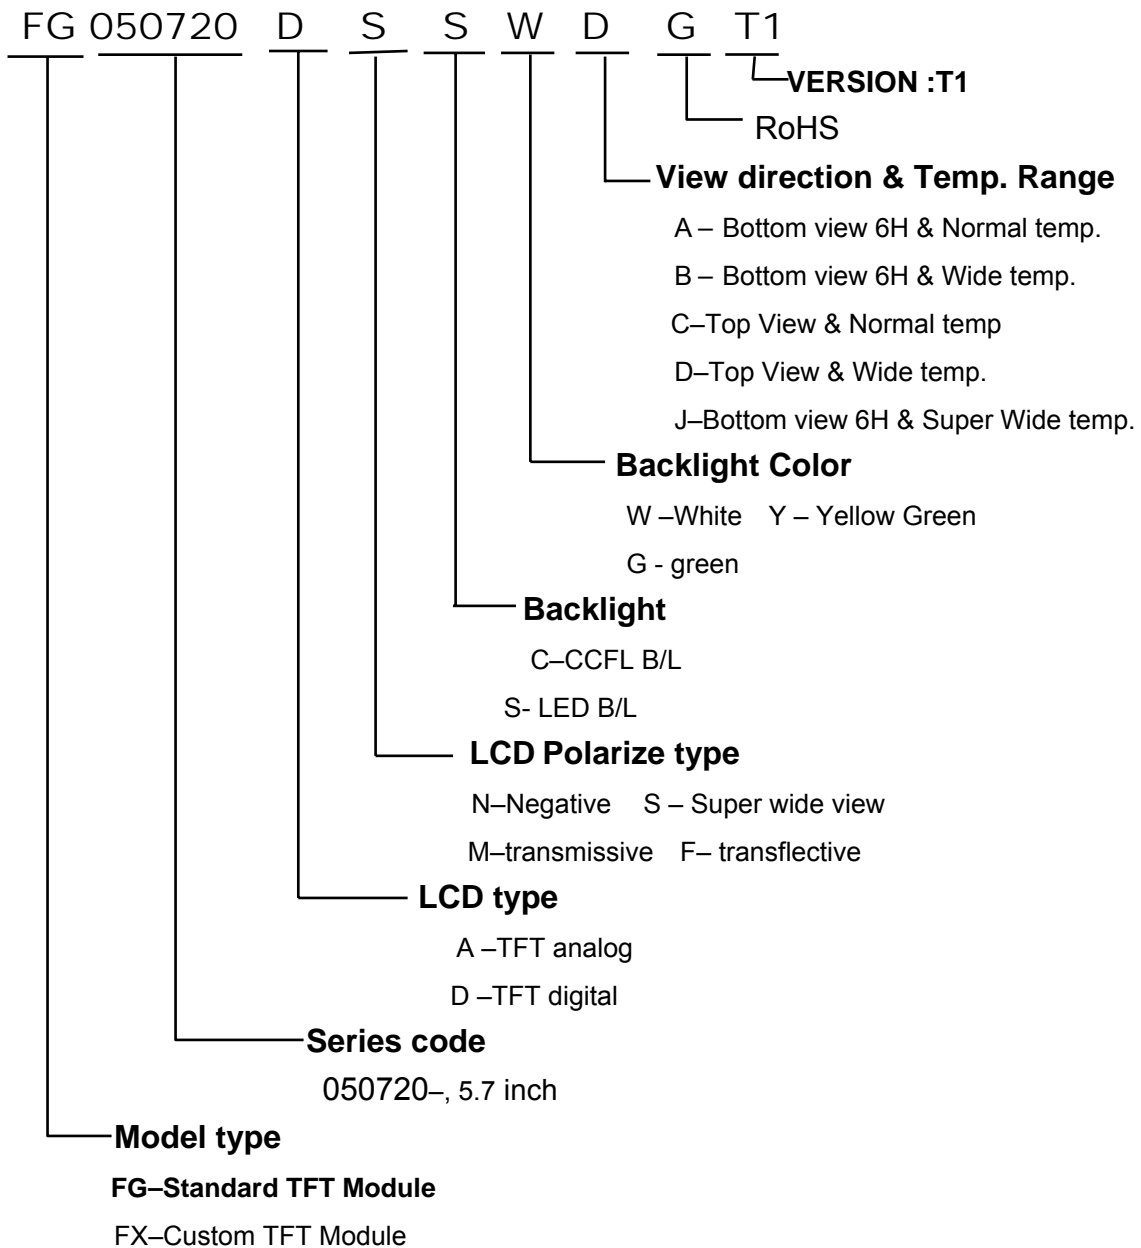 FG 050720 D S S W D G T1
VERSION :T1
RoHS
View direction & Temp. Range
A – Bottom view 6H & Normal temp.
B – Bottom view 6H & Wide temp.
C–Top View & Normal temp
D–Top View & Wide temp.
J–Bottom view 6H & Super Wide temp.
Backlight Color
W –White Y – Yellow Green
G - green
Backlight
C–CCFL B/L
S- LED B/L
LCD Polarize type
N–Negative S – Super wide view
M–transmissive F– transflective
LCD type
A –TFT analog
D –TFT digital
Series code
050720–, 5.7 inch
Model type
FG–Standard TFT Module
FX–Custom TFT Module